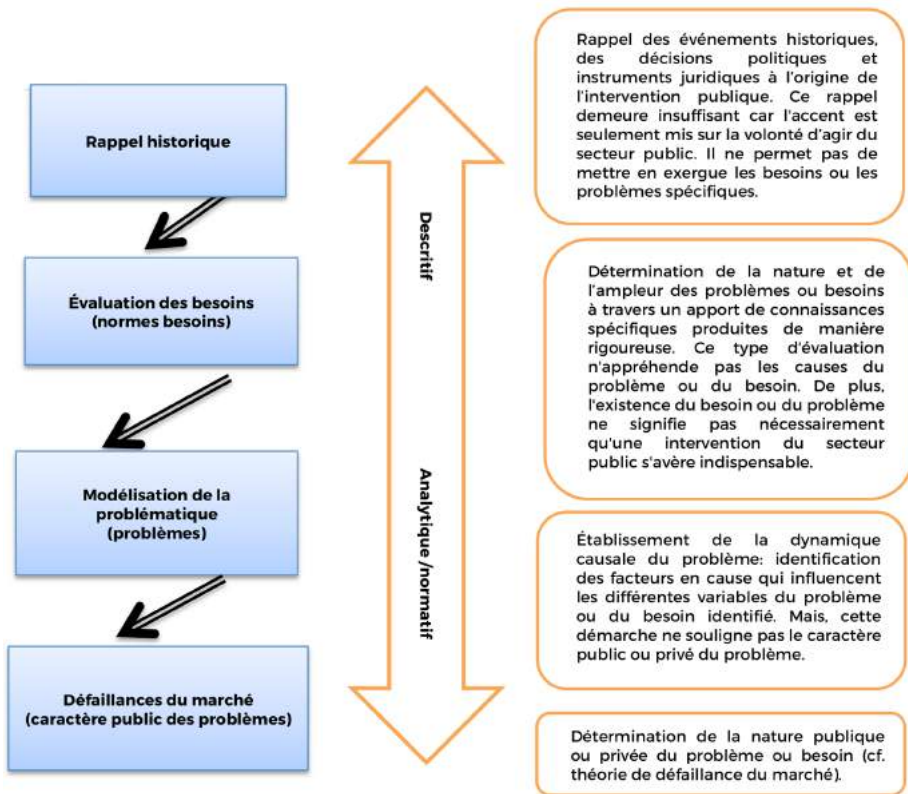 Rappel historique
Évaluation des besoins
(normes besoins)
Modélisation de la
problématique
(problèmes)
Défaillances du marché
(caractère public des problèmes)
Descritif
Analytique /normatif
Rappel des événements historiques,
des décisions politiques et
instruments juridiques à l'origine de
l'intervention publique. Ce rappel
demeure insuffisant car l'accent est
seulement mis sur la volonté d'agir du
secteur public. Il ne permet pas de
mettre en exergue les besoins ou les
problèmes spécifiques.
Détermination de la nature et de
l'ampleur des problèmes ou besoins
à travers un apport de connaissances
spécifiques produites de manière
rigoureuse. Ce type d'évaluation
n'appréhende pas les causes du
problème ou du besoin. De plus,
l'existence du besoin ou du problème
ne signifie pas nécessairement
qu'une intervention du secteur
public s'avère indispensable.
Établissement de la dynamique
causale du problème: identification
des facteurs en cause qui influencent
les différentes variables du problème
ou du besoin identifié. Mais, cette
démarche ne souligne pas le caractère
public ou privé du problème.
Détermination de la nature publique
ou privée du problème ou besoin (cf.
théorie de défaillance du marché).